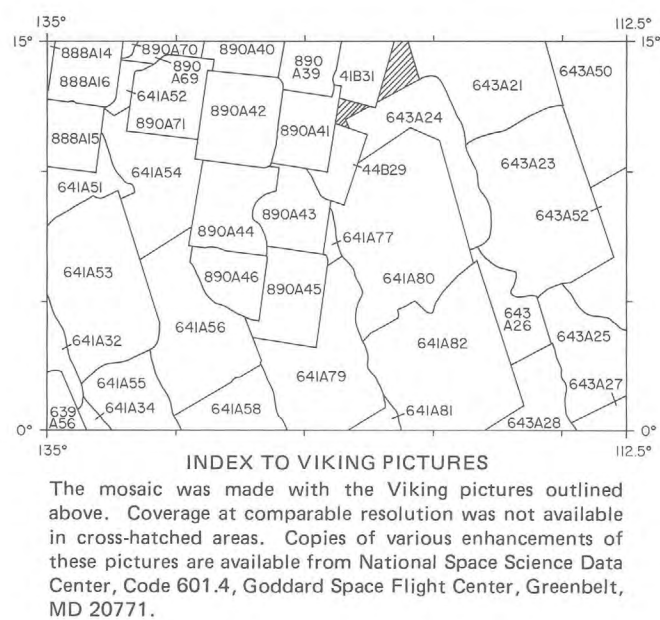 135° 112.5°
15° 15°
888A14 890A70 890A40 890 A39 41B31 643A50
890 A69
888A16 643A21
641A52 890A42
643A24
890A71 890A41
888A15 643A23
641A54 44B29
641A51
643A52
890A43
890A44 641A77
641A53 890A46 641A80
890A45
643 A26
641A56
641A32 641A82 643A25
641A55 641A79
643A27
639 A56 641A34 641A58 641A81
643A28
0° 0°
135° 112.5°
INDEX TO VIKING PICTURES
The mosaic was made with the Viking pictures outlined
above. Coverage at comparable resolution was not available
in cross-hatched areas. Copies of various enhancements of
these pictures are available from National Space Science Data
Center, Code 601.4, Goddard Space Flight Center, Greenbelt,
MD 20771.